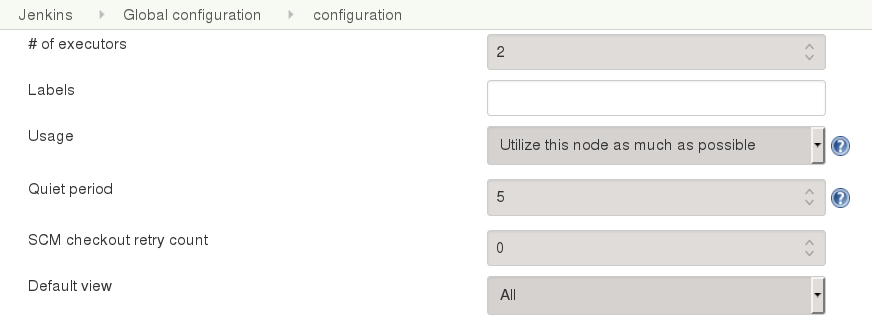 Jenkins Global configuration configuration
# of executors 2
Labels
Usage Utilize this node as much as possible
Quiet period 5
SCM checkout retry count 0
Default view All